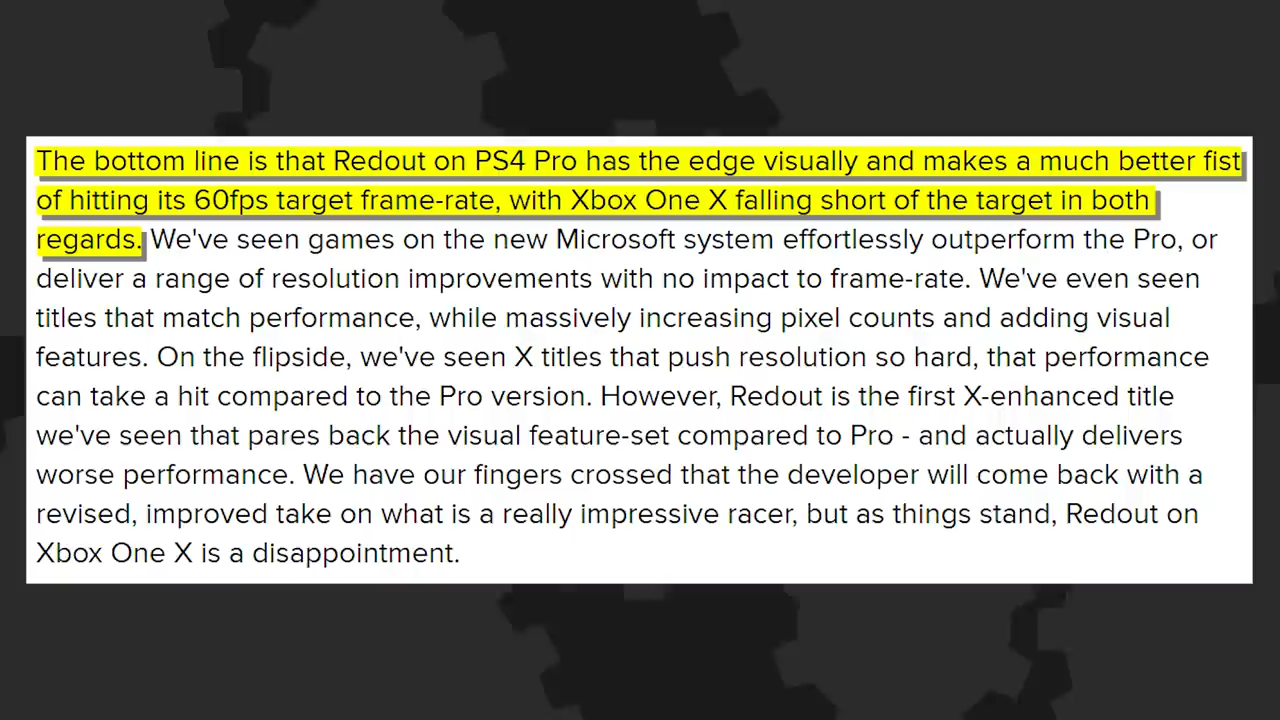 The bottom line is that Redout on PS4 Pro has the edge visually and makes a much better fist
of hitting its 60fps target frame-rate, with Xbox One X falling short of the target in both
regards. We've seen games on the new Microsoft system effortlessly outperform the Pro, or
deliver a range of resolution improvements with no impact to frame-rate. We've even seen
titles that match performance, while massively increasing pixel counts and adding visual
features. On the flipside, we've seen X titles that push resolution so hard, that performance
can take a hit compared to the Pro version. However, Redout is the first X-enhanced title
we've seen that pares back the visual feature-set compared to Pro - and actually delivers
worse performance. We have our fingers crossed that the developer will come back with a
revised, improved take on what is a really impressive racer, but as things stand, Redout on
Xbox One X is a disappointment.